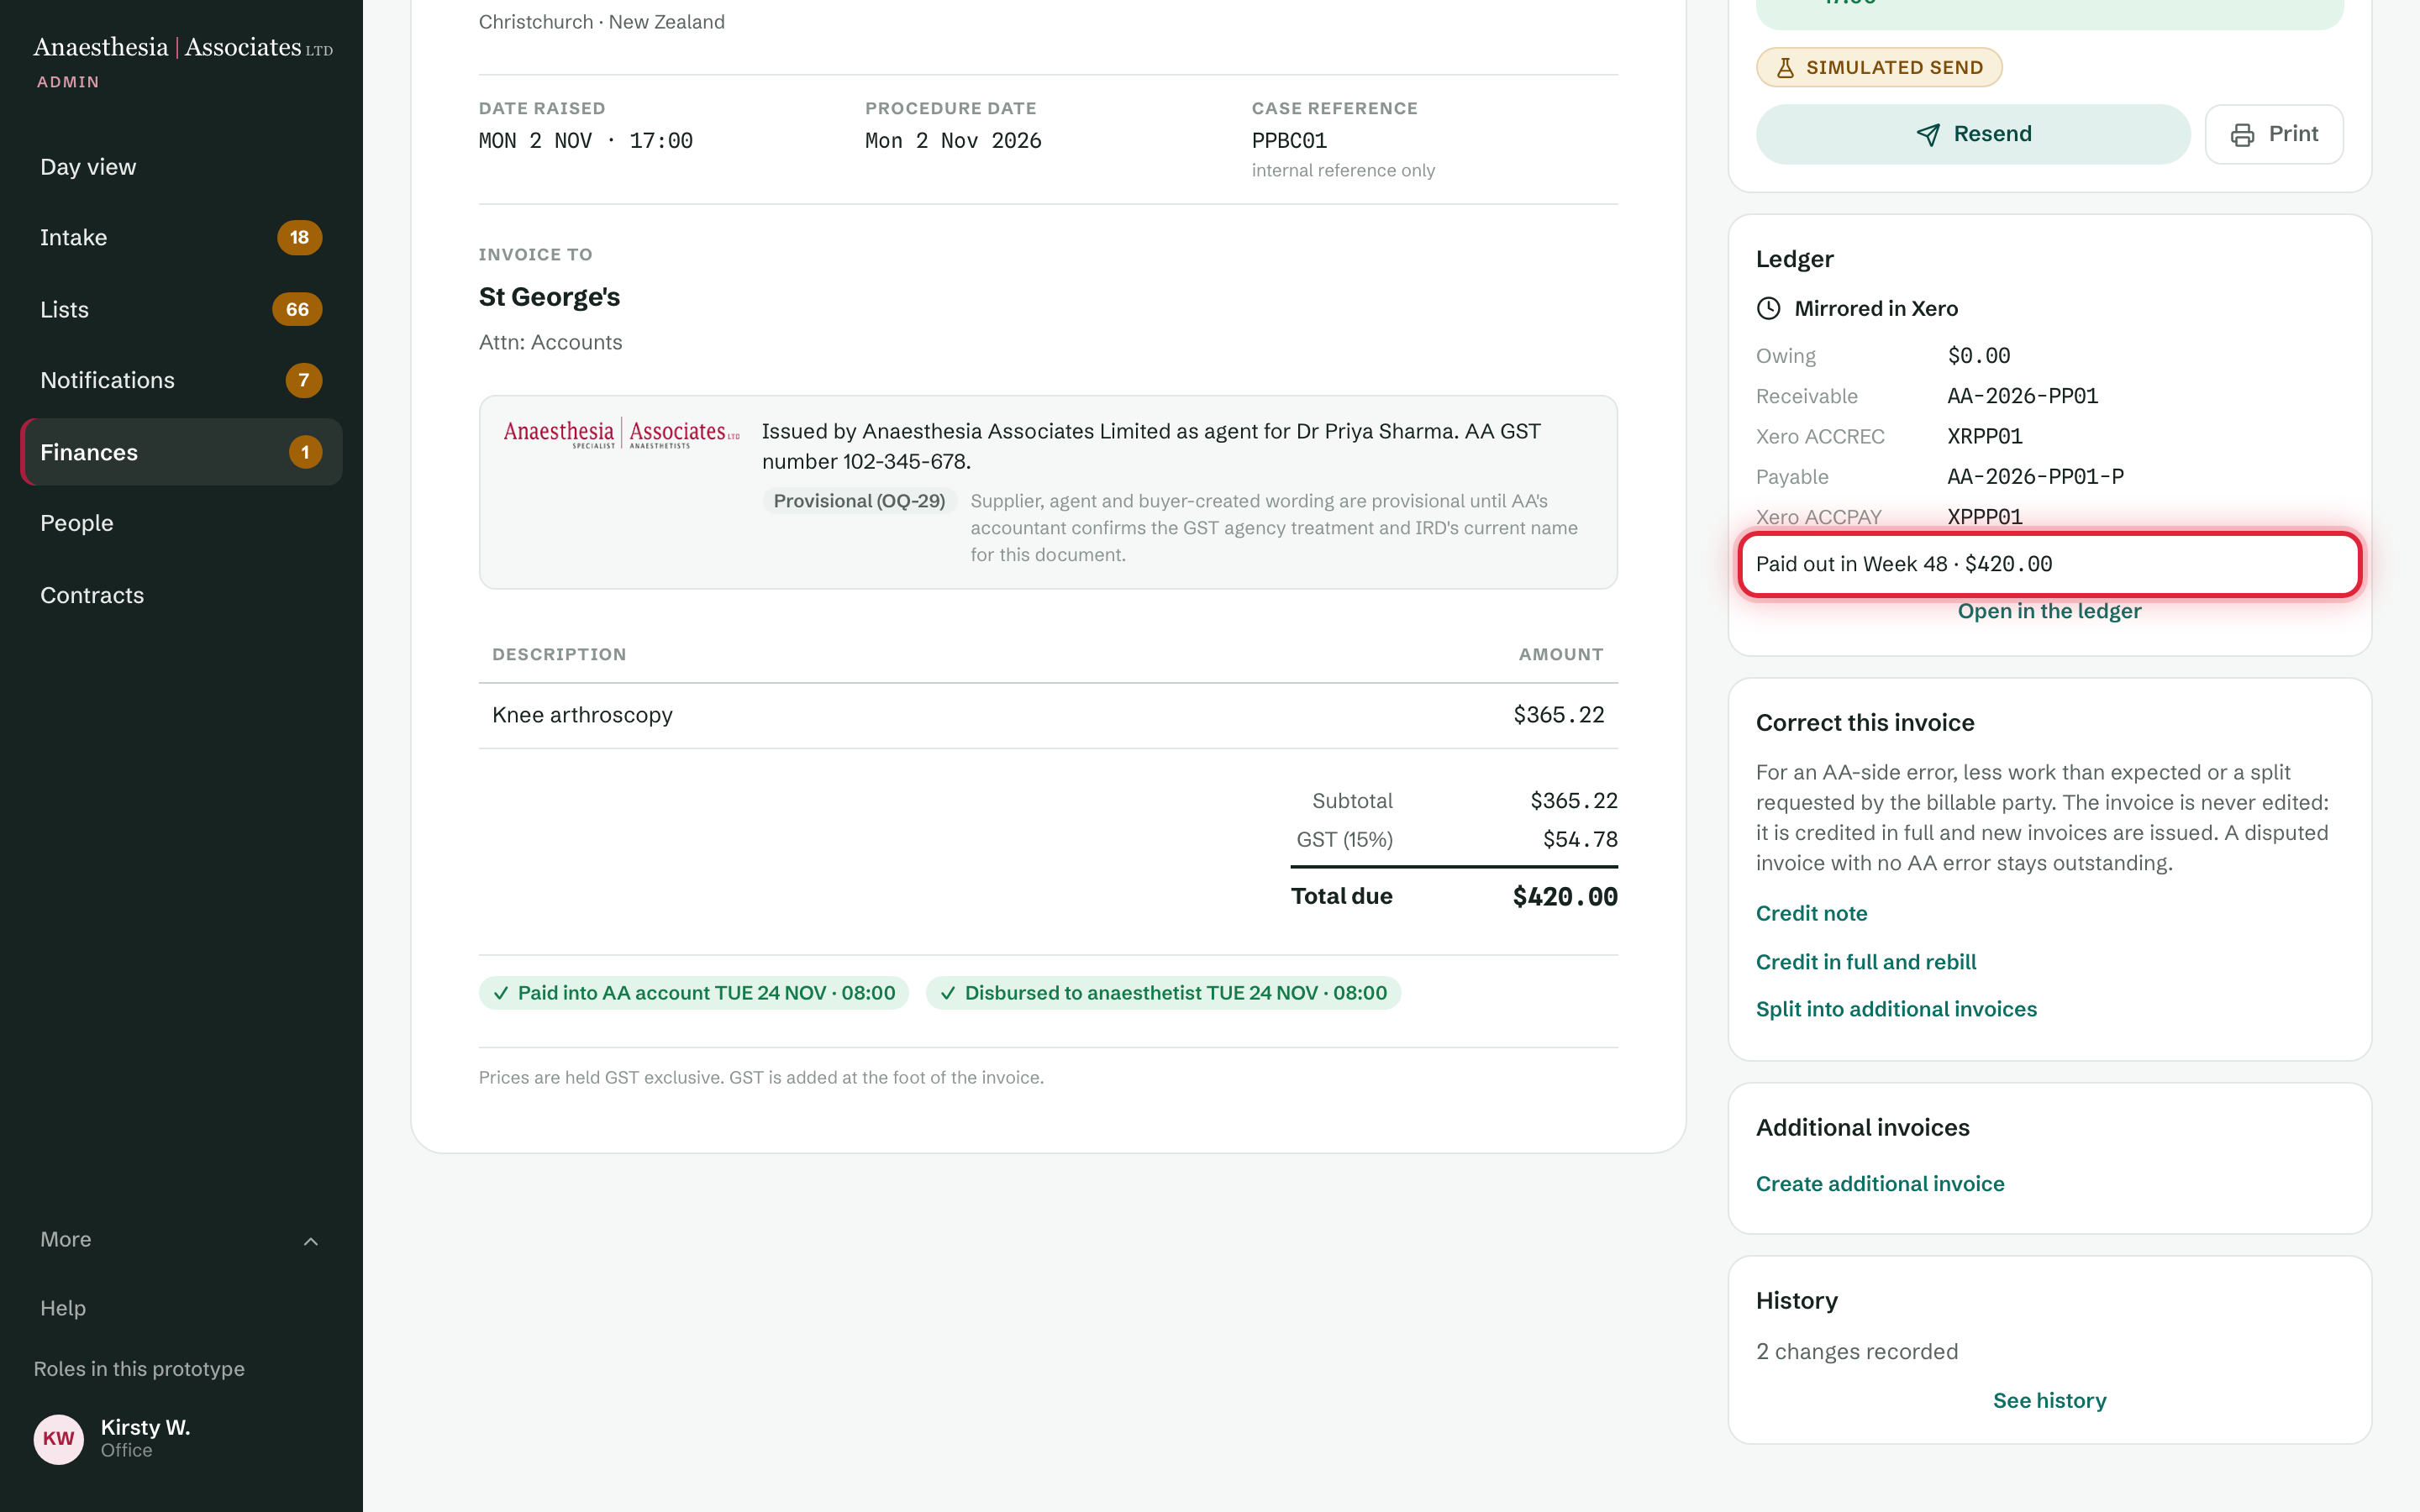 Anaesthesia | Associates LTD
ADMIN
Day view
Intake 18
Lists 66
Notifications 7
Finances 1
People
Contracts
More
Help
Roles in this prototype
KW
Kirsty W.
Office
Christchurch · New Zealand
DATE RAISED
MON 2 NOV · 17:00
PROCEDURE DATE
Mon 2 Nov 2026
CASE REFERENCE
PPBC01
internal reference only
INVOICE TO
St George's
Attn: Accounts
Anaesthesia | Associates LTD
SPECIALIST ANAESTHETISTS
Issued by Anaesthesia Associates Limited as agent for Dr Priya Sharma. AA GST
number 102-345-678.
Provisional (OQ-29)
Supplier, agent and buyer-created wording are provisional until AA's
accountant confirms the GST agency treatment and IRD's current name
for this document.
DESCRIPTION AMOUNT
Knee arthroscopy $365.22
Subtotal $365.22
GST (15%) $54.78
Total due $420.00
✓ Paid into AA account TUE 24 NOV · 08:00
✓ Disbursed to anaesthetist TUE 24 NOV · 08:00
Prices are held GST exclusive. GST is added at the foot of the invoice.
SIMULATED SEND
Resend
Print
Ledger
Mirrored in Xero
Owing $0.00
Receivable AA-2026-PP01
Xero ACCREC XRPP01
Payable AA-2026-PP01-P
Xero ACCPAY XPPP01
Paid out in Week 48 · $420.00
Open in the ledger
Correct this invoice
For an AA-side error, less work than expected or a split
requested by the billable party. The invoice is never edited:
it is credited in full and new invoices are issued. A disputed
invoice with no AA error stays outstanding.
Credit note
Credit in full and rebill
Split into additional invoices
Additional invoices
Create additional invoice
History
2 changes recorded
See history